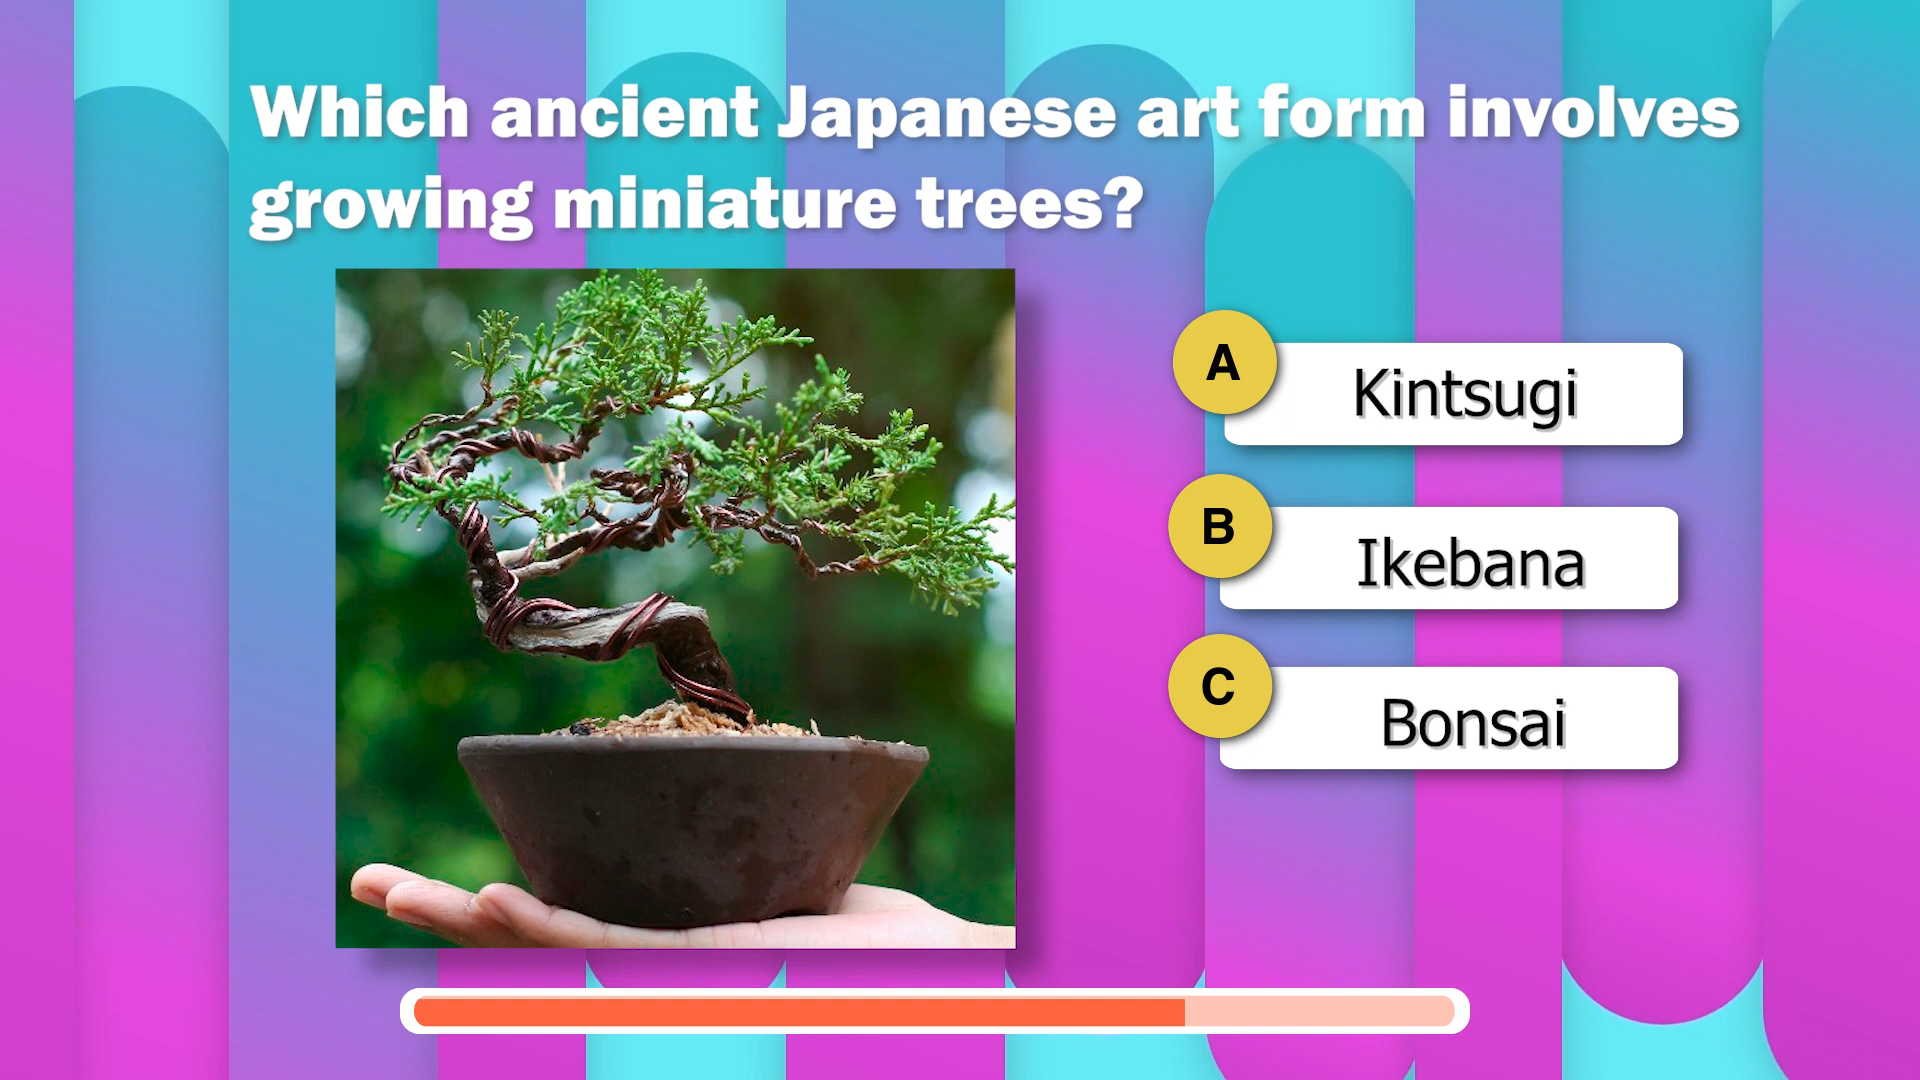 Which ancient Japanese art form involves
growing miniature trees?
A
Kintsugi
B
Ikebana
C
Bonsai